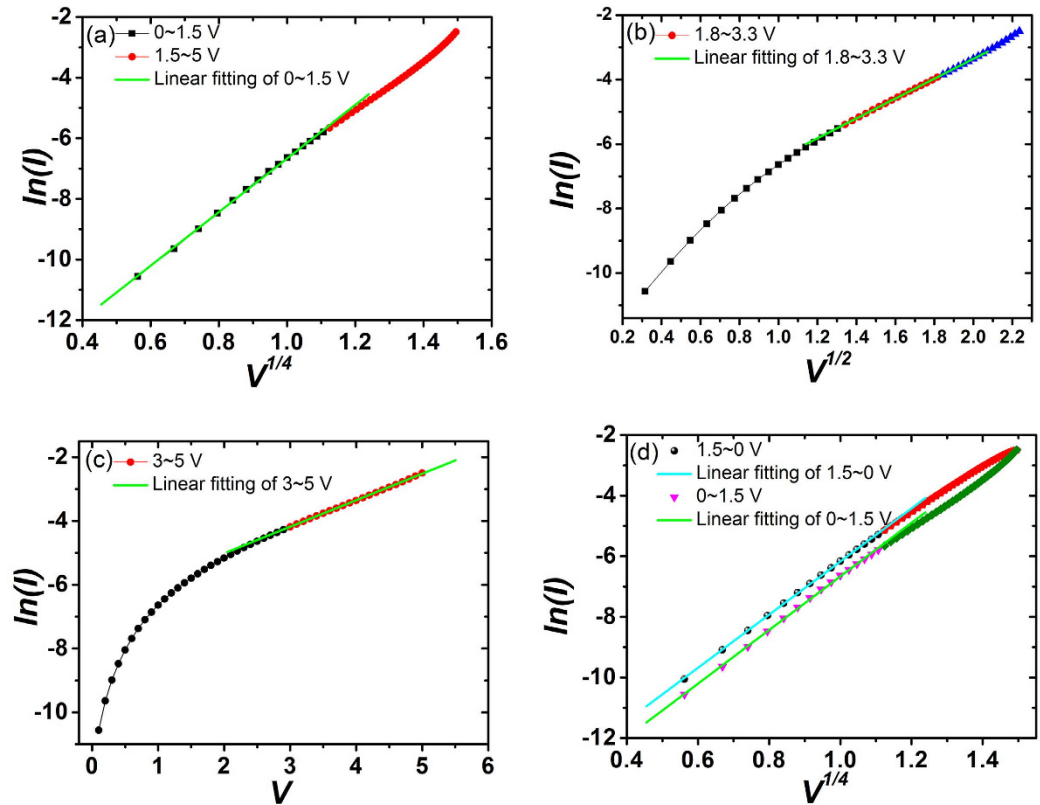 (a)
0~1.5 V
1.5~5 V
Linear fitting of 0~1.5 V
ln(I)
-2
-4
-6
-8
-10
-12
0.4 0.6 0.8 1.0 1.2 1.4 1.6
V^{1/4}
(b)
1.8~3.3 V
Linear fitting of 1.8~3.3 V
ln(I)
-2
-4
-6
-8
-10
0.2 0.4 0.6 0.8 1.0 1.2 1.4 1.6 1.8 2.0 2.2
V^{1/2}
(c)
3~5 V
Linear fitting of 3~5 V
ln(I)
-2
-4
-6
-8
-10
0 1 2 3 4 5 6
V
(d)
1.5~0 V
Linear fitting of 1.5~0 V
0~1.5 V
Linear fitting of 0~1.5 V
ln(I)
-2
-4
-6
-8
-10
-12
0.4 0.6 0.8 1.0 1.2 1.4
V^{1/4}